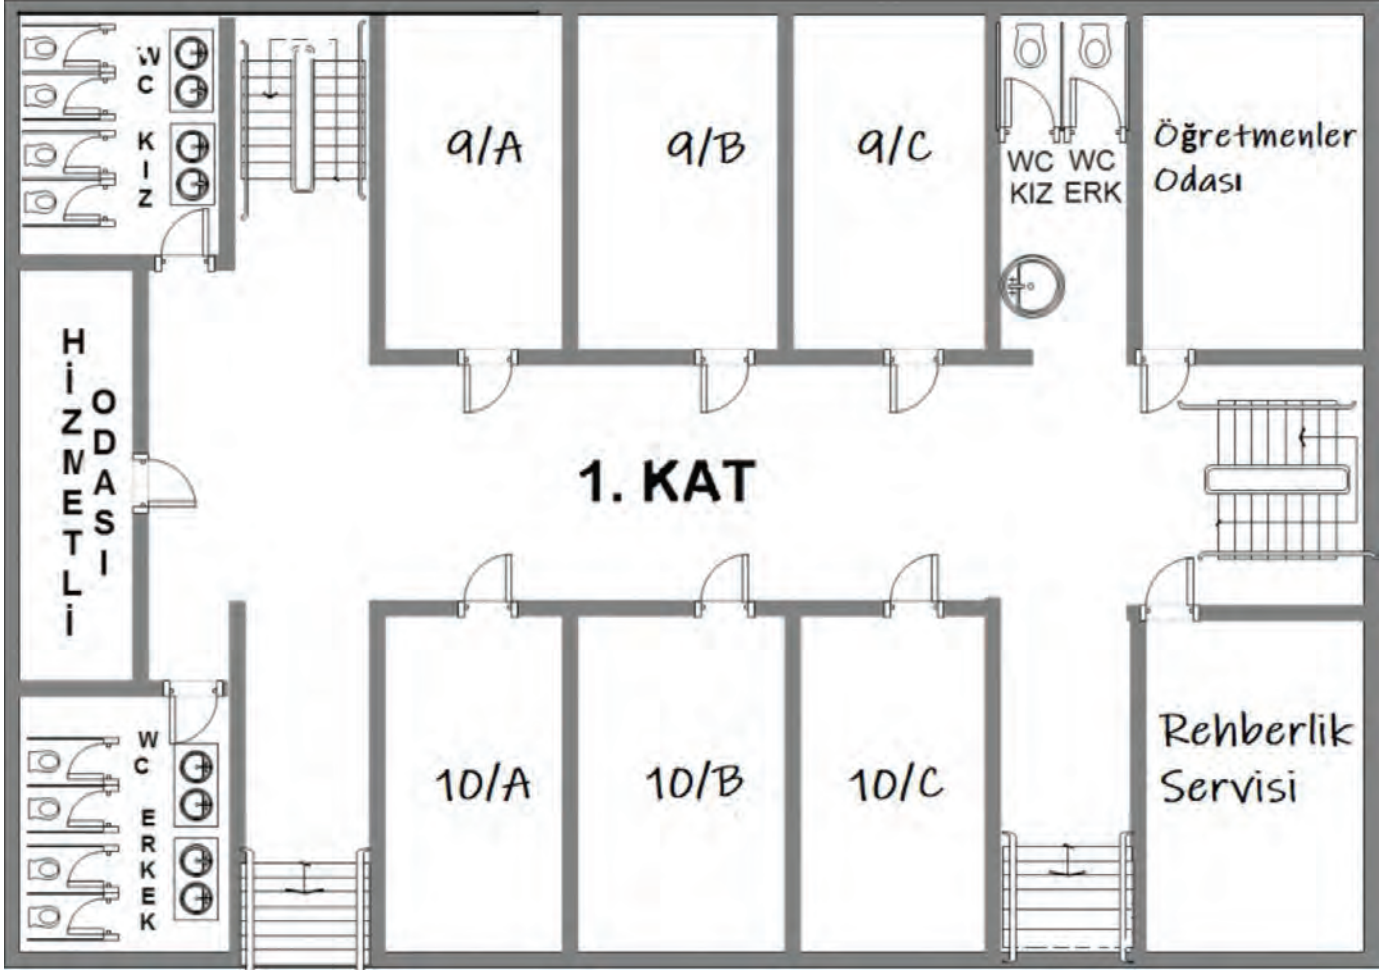 WC KIZ
9/A
9/B
9/C
WC WC
KIZ ERK
Öğretmenler
Odası
HİZMETLİ
ODASI
1. KAT
WC ERKEK
10/A
10/B
10/C
Rehberlik
Servisi